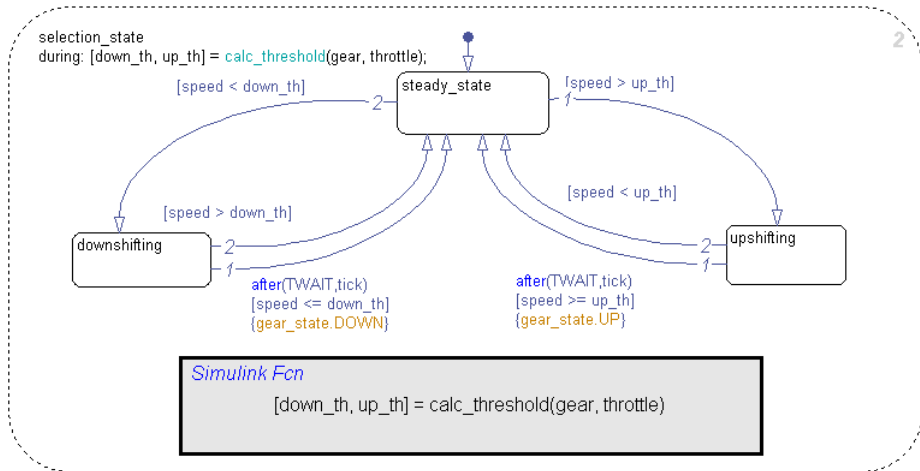 selection_state
2
during: [down_th, up_th] = calc_threshold(gear, throttle);
[speed < down_th]
2
steady_state
1
[speed > up_th]
[speed > down_th]
[speed < up_th]
downshifting
2
1
upshifting
2
1
after(TWAIT,tick)
[speed <= down_th]
{gear_state.DOWN}
after(TWAIT,tick)
[speed >= up_th]
{gear_state.UP}
Simulink Fcn
[down_th, up_th] = calc_threshold(gear, throttle)